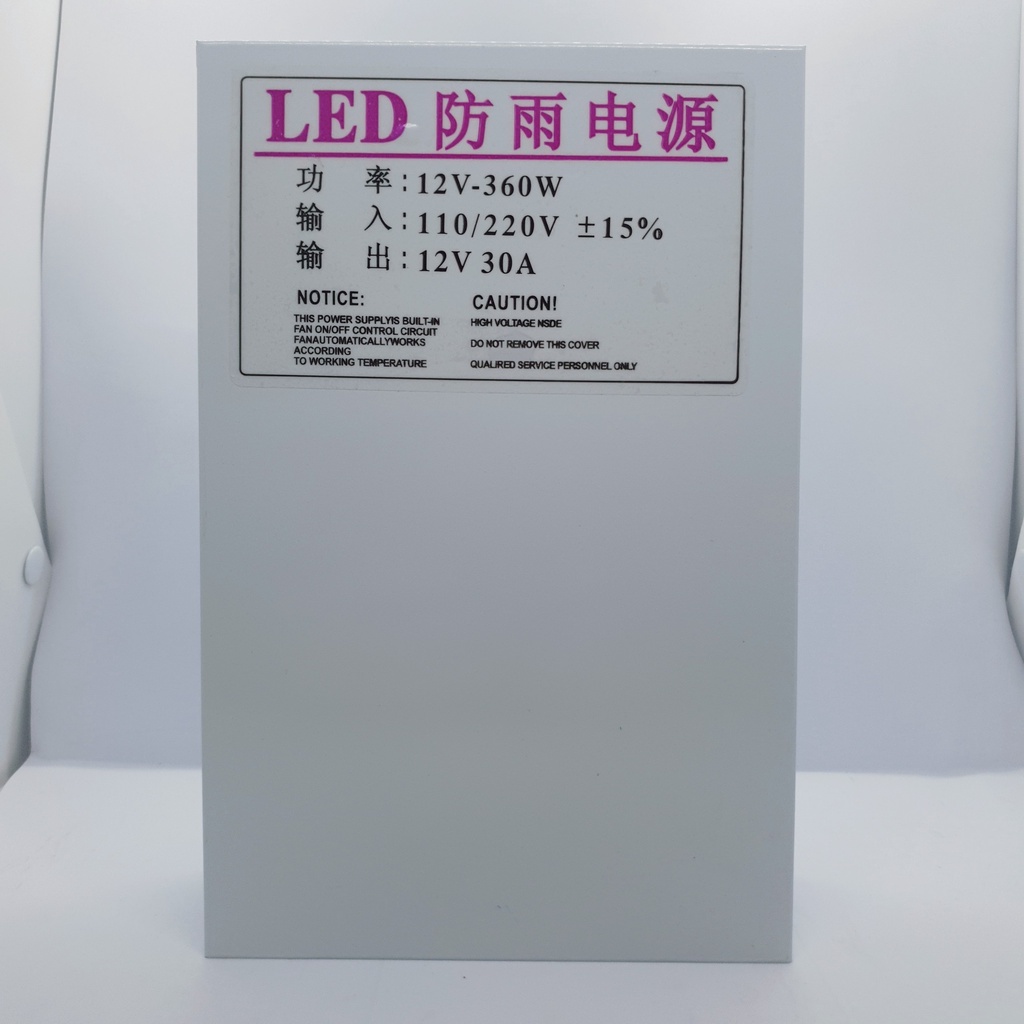 LED 防雨电源
功 率：12V-360W
输 入：110/220V ±15%
输 出：12V 30A
NOTICE:
THIS POWER SUPPLYIS BUILT-IN
FAN ON/OFF CONTROL CIRCUIT
FANAUTOMATICALLYWORKS
ACCORDING
TO WORKING TEMPERATURE
CAUTION!
HIGH VOLTAGE NSDE
DO NOT REMOVE THIS COVER
QUALIRED SERVICE PERSONNEL ONLY